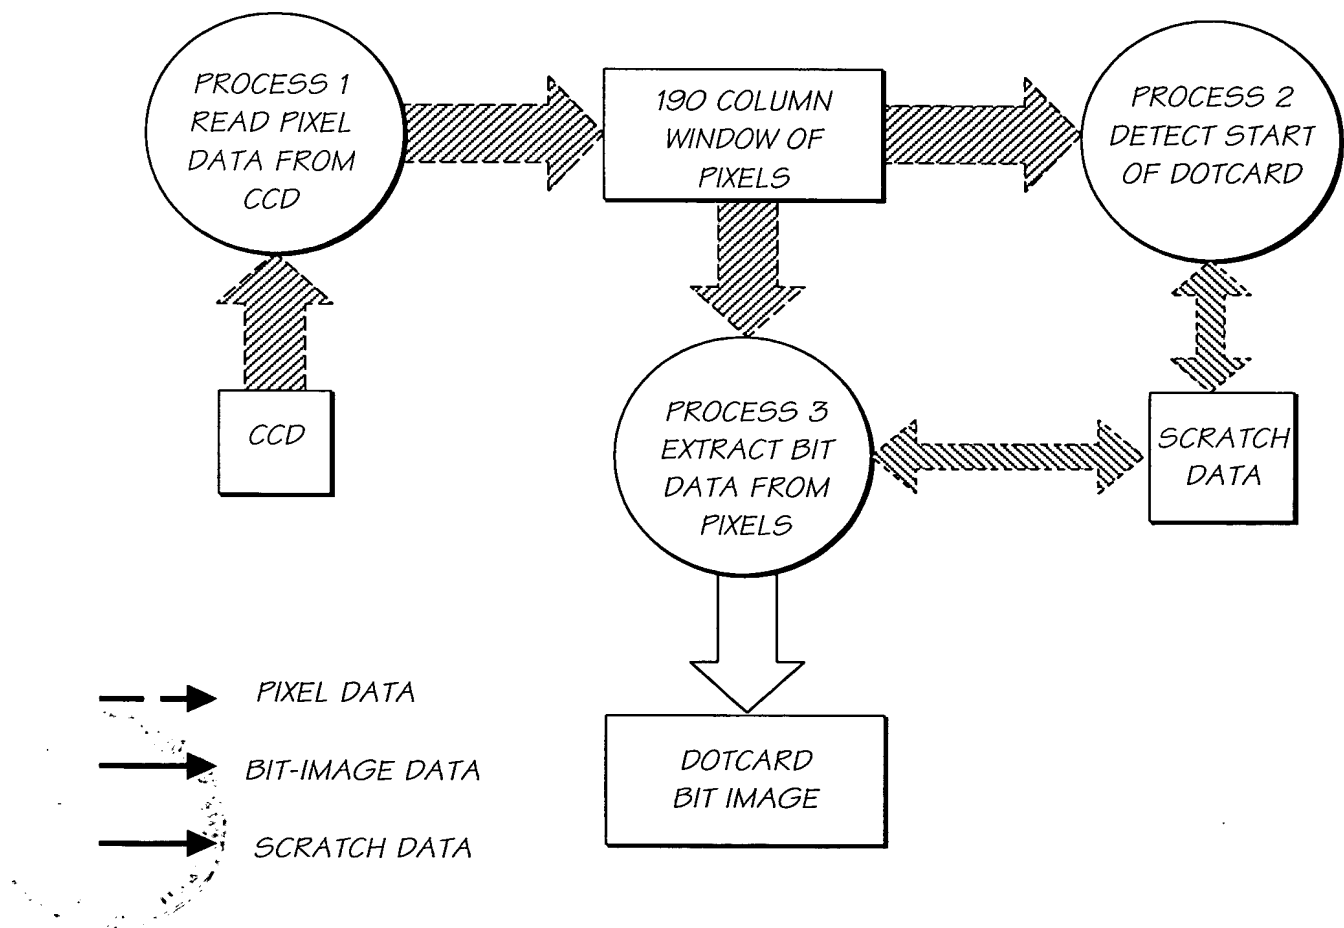 PROCESS 1
READ PIXEL
DATA FROM
CCD
190 COLUMN
WINDOW OF
PIXELS
PROCESS 2
DETECT START
OF DOTCARD
CCD
PROCESS 3
EXTRACT BIT
DATA FROM
PIXELS
SCRATCH
DATA
PIXEL DATA
BIT-IMAGE DATA
SCRATCH DATA
DOTCARD
BIT IMAGE